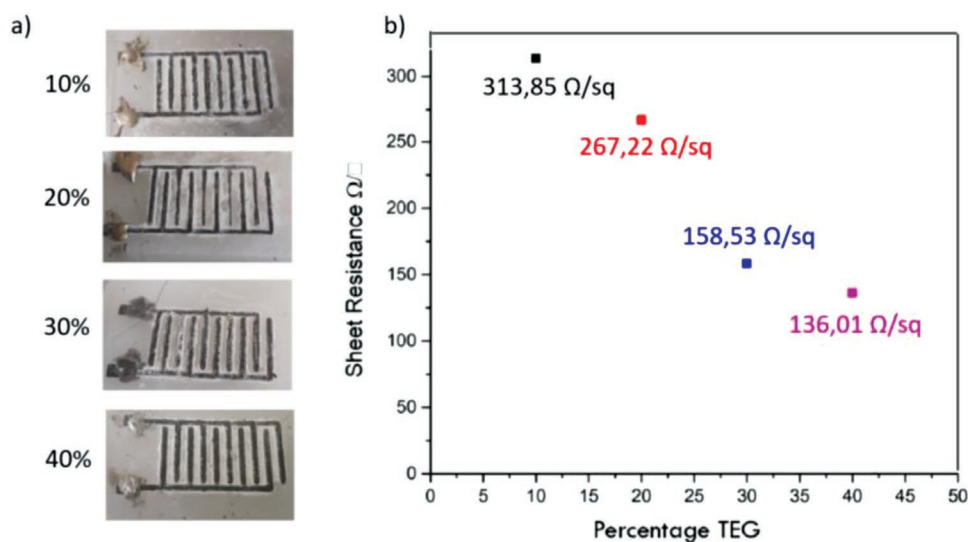 a)
10%
20%
30%
40%
b)
Sheet Resistance Ω/□
300
250
200
150
100
50
0
313,85 Ω/sq
267,22 Ω/sq
158,53 Ω/sq
136,01 Ω/sq
0 5 10 15 20 25 30 35 40 45 50
Percentage TEG